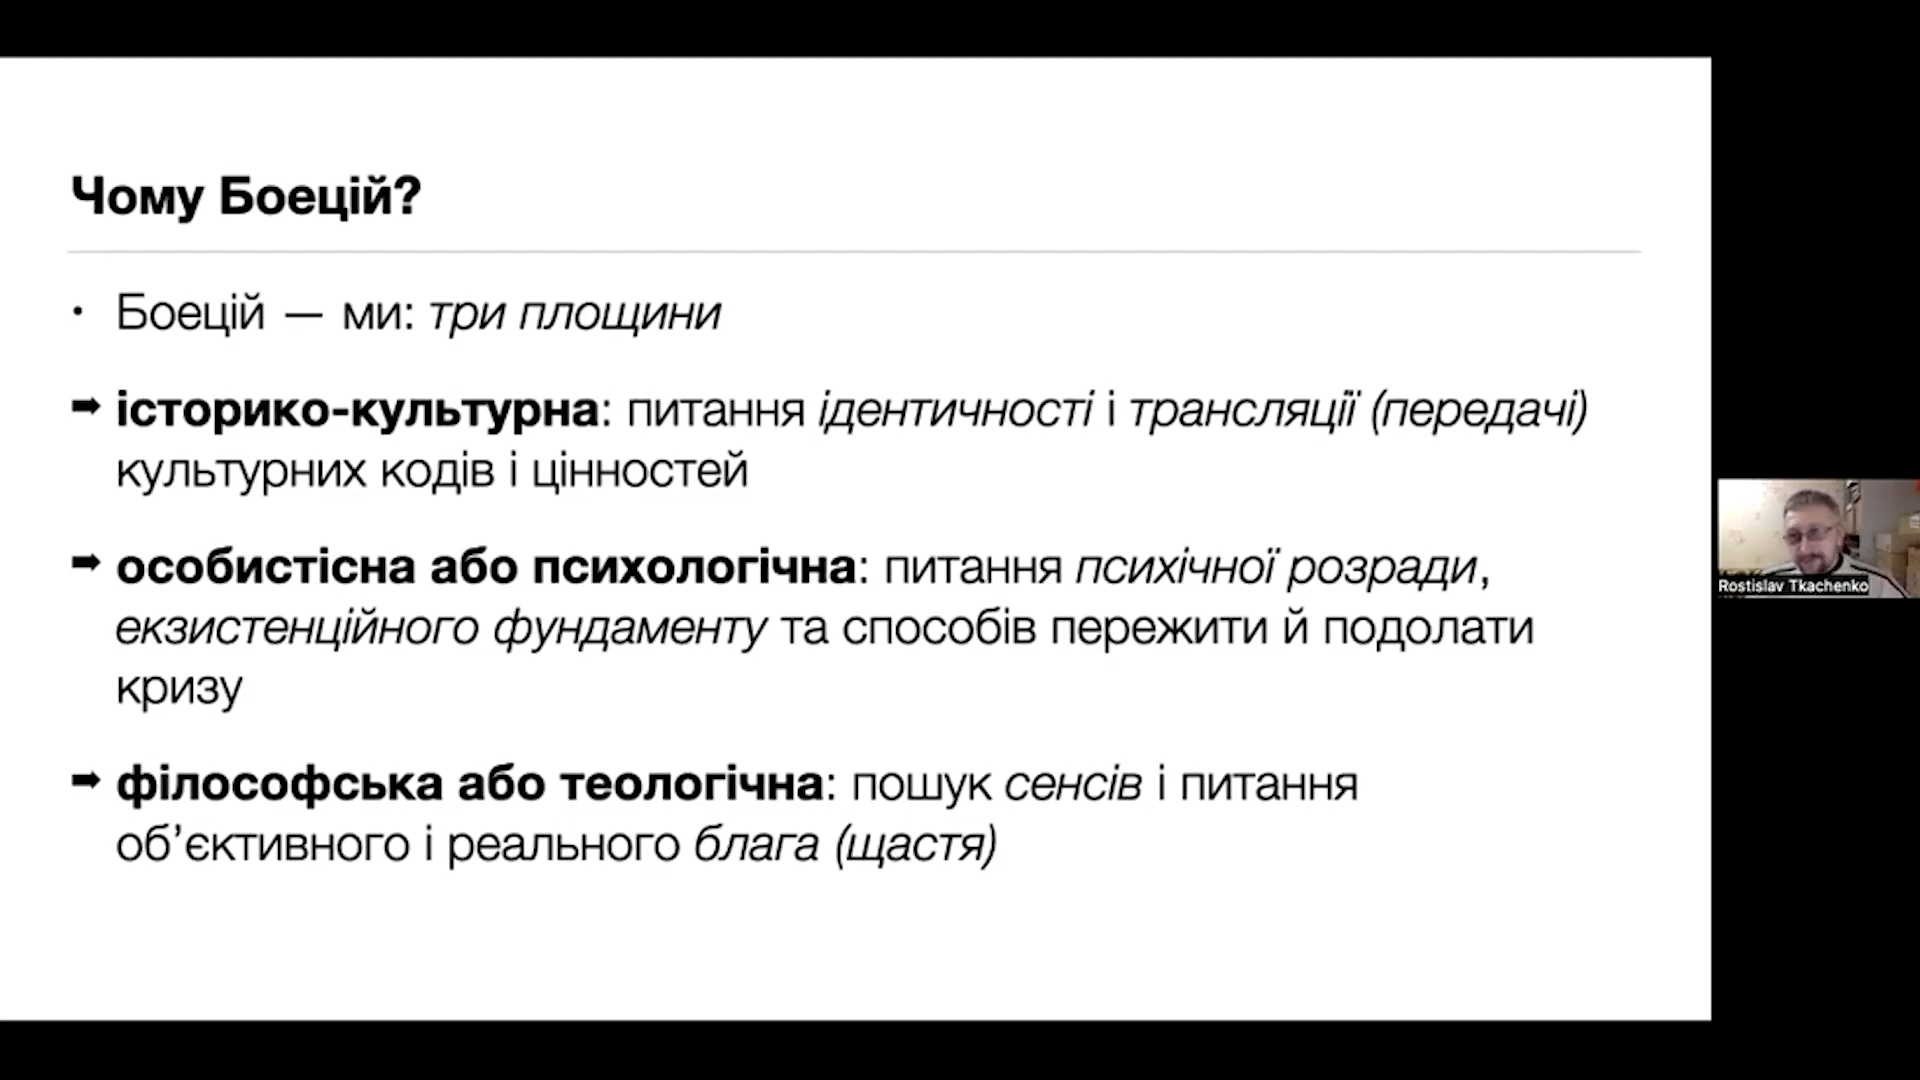 Чому Боецій?
• Боецій — ми: три площини
➡ історико-культурна: питання ідентичності і трансляції (передачі)
культурних кодів і цінностей
➡ особистісна або психологічна: питання психічної розради,
екзистенційного фундаменту та способів пережити й подолати
кризу
➡ філософська або теологічна: пошук сенсів і питання
об’єктивного і реального блага (щастя)
Rostislav Tkachenko